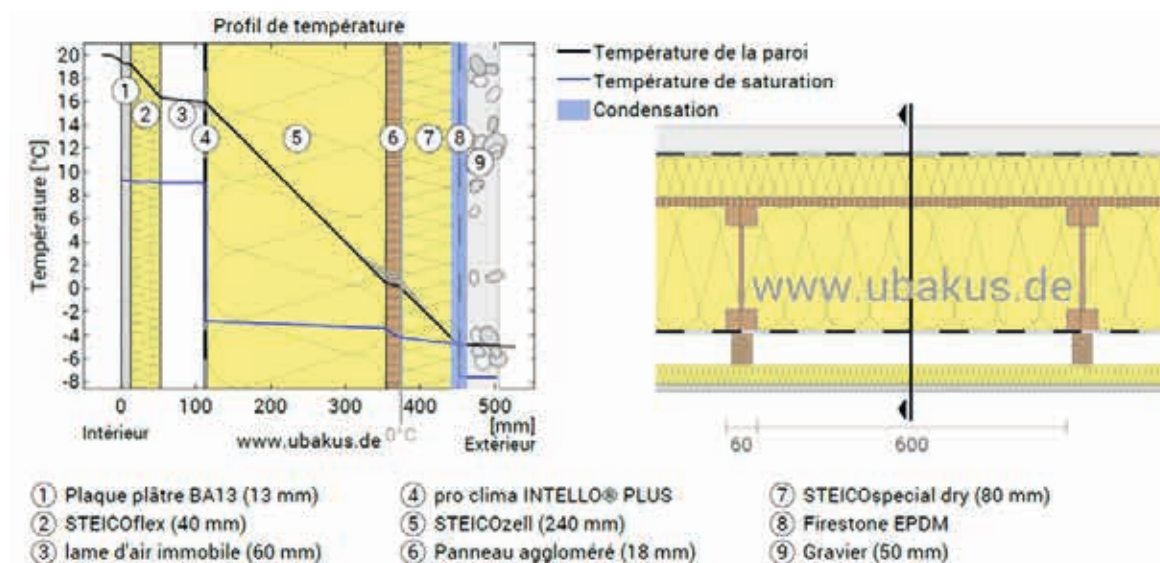 Profil de température
Température [°C]
20
18
16
14
12
10
8
6
4
2
0
-2
-4
-6
-8
1
2
3
4
5
6
7
8
9
0
100
200
300
400
500
[mm]
Intérieur
www.ubakus.de
0°C
Extérieur
Température de la paroi
Température de saturation
Condensation
www.ubakus.de
60
600
1 Plaque plâtre BA13 (13 mm)
2 STEICOflex (40 mm)
3 lame d'air immobile (60 mm)
4 pro clima INTELLO® PLUS
5 STEICOzell (240 mm)
6 Panneau aggloméré (18 mm)
7 STEICOspecial dry (80 mm)
8 Firestone EPDM
9 Gravier (50 mm)